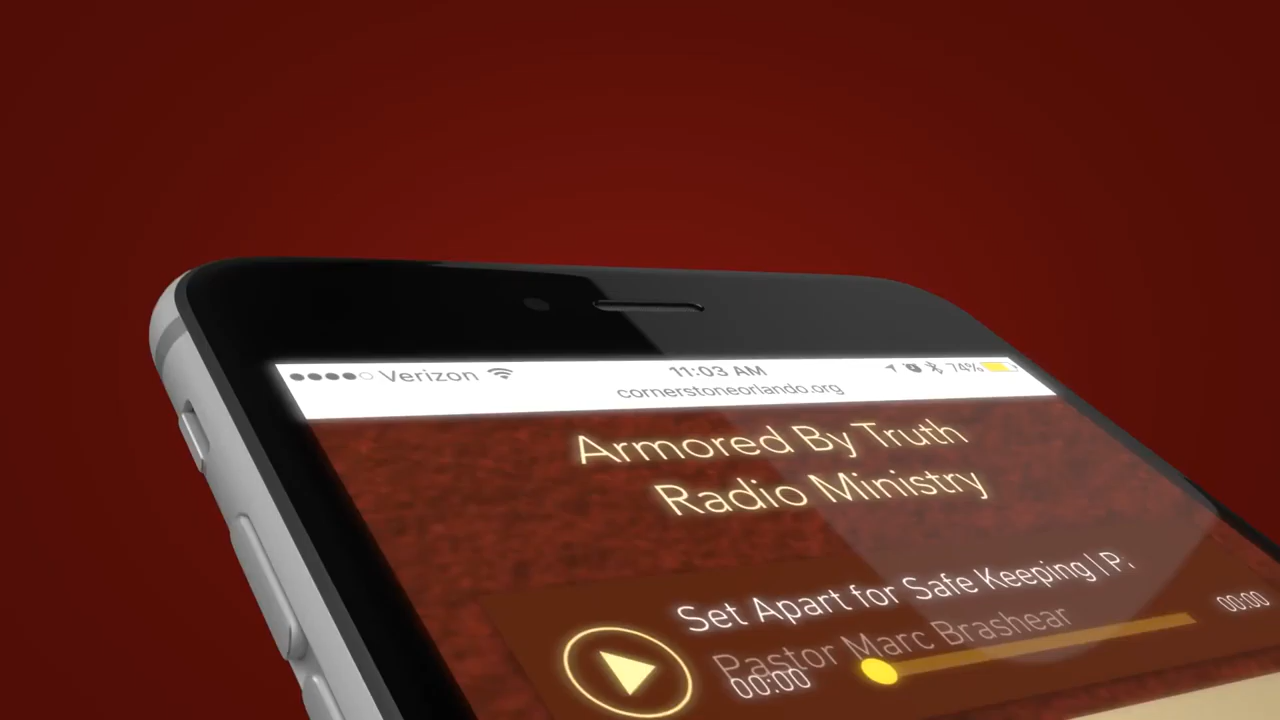 Verizon 11:03 AM 74%
cornerstoneorlando.org
Armored By Truth
Radio Ministry
Set Apart for Safe Keeping | P
Pastor Marc Brashear
00:00 00:00